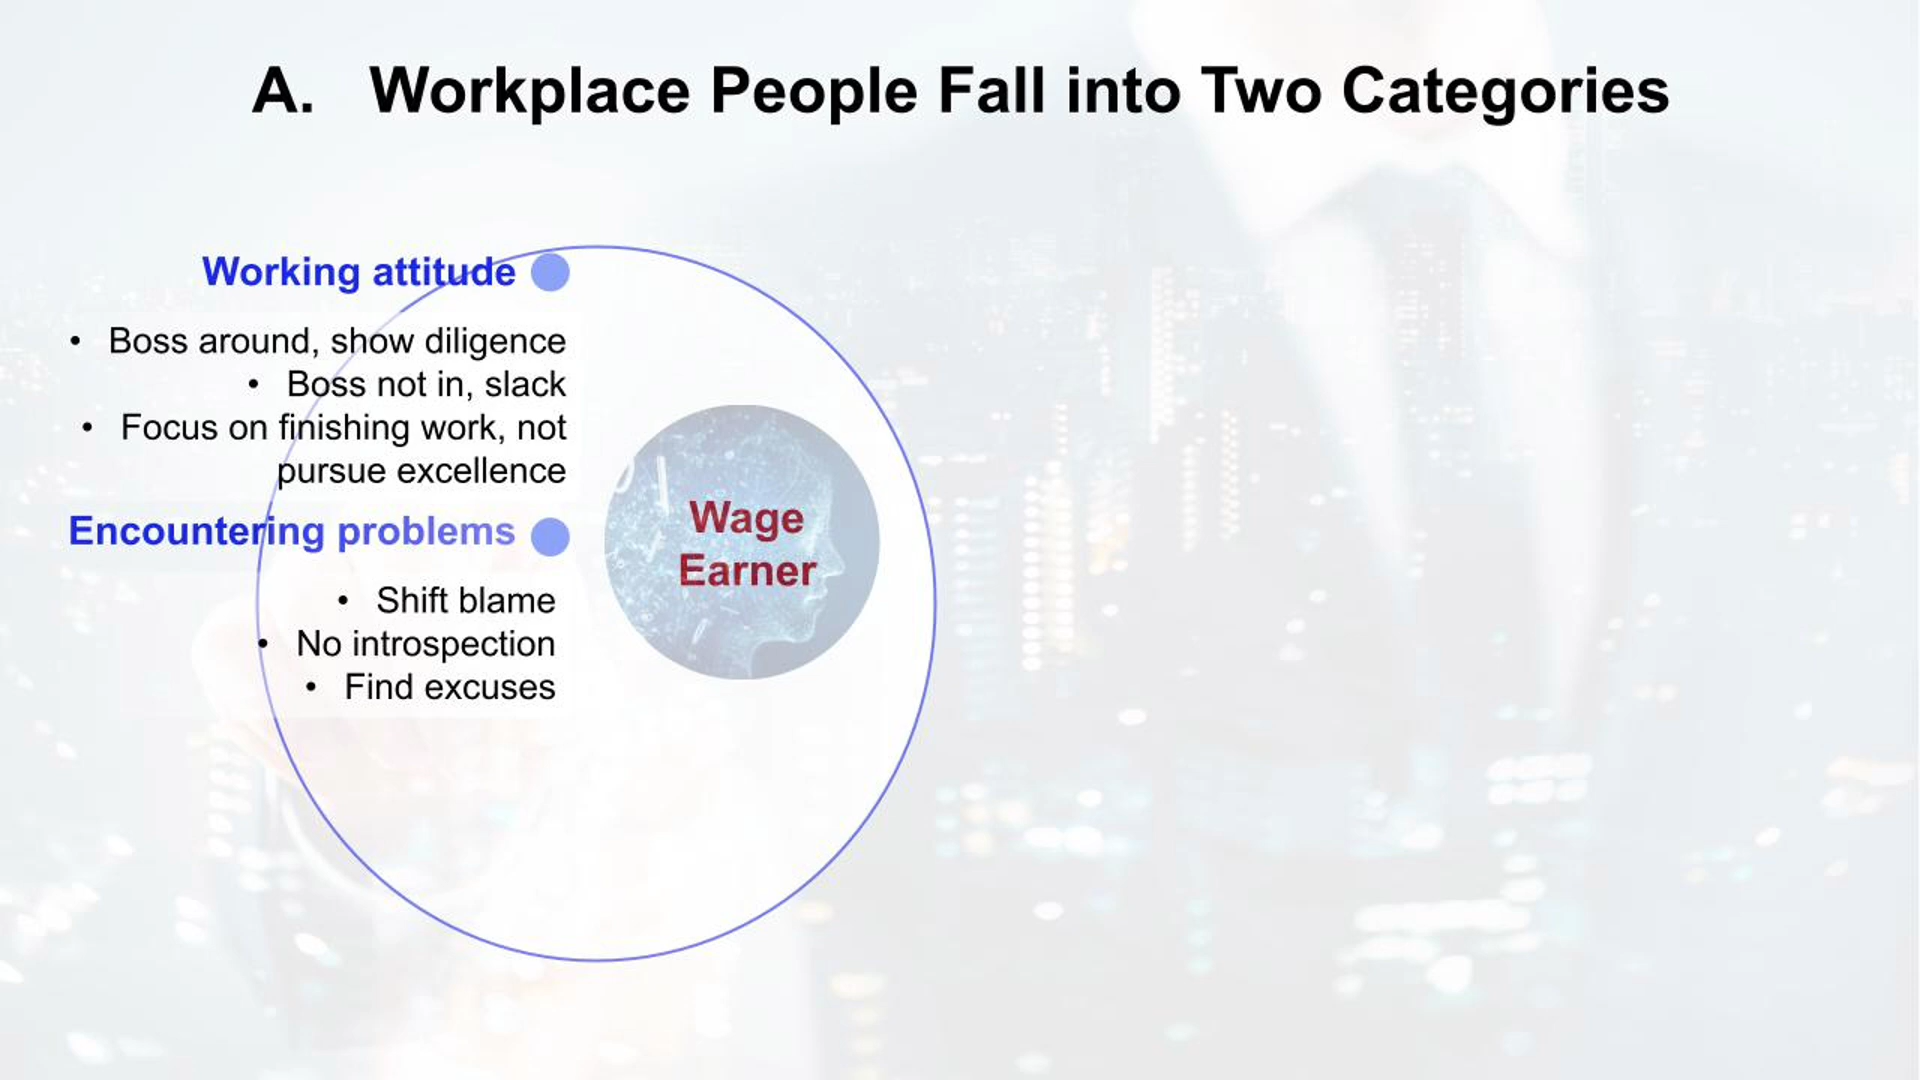 A. Workplace People Fall into Two Categories
Working attitude
• Boss around, show diligence
• Boss not in, slack
• Focus on finishing work, not
pursue excellence
Encountering problems
• Shift blame
• No introspection
• Find excuses
Wage
Earner